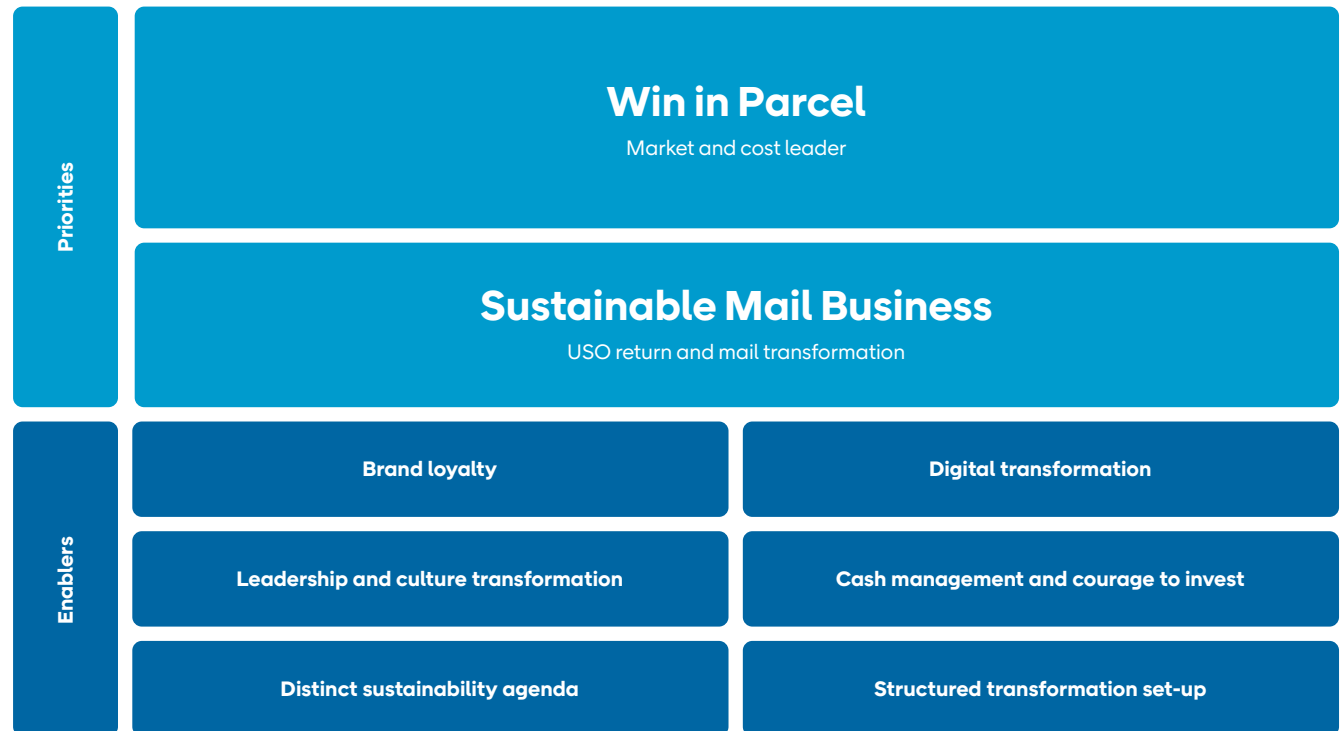 Priorities
Win in Parcel
Market and cost leader
Sustainable Mail Business
USO return and mail transformation
Enablers
Brand loyalty
Digital transformation
Leadership and culture transformation
Cash management and courage to invest
Distinct sustainability agenda
Structured transformation set-up